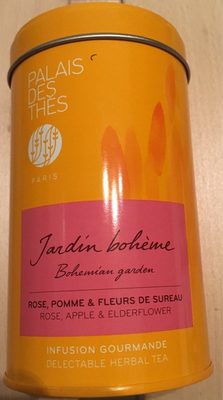 PALAIS
DES
THÉS
PARIS
Jardin bohème
Bohemian garden
ROSE, POMME & FLEURS DE SUREAU
ROSE, APPLE & ELDERFLOWER
INFUSION GOURMANDE
DELECTABLE HERBAL TEA